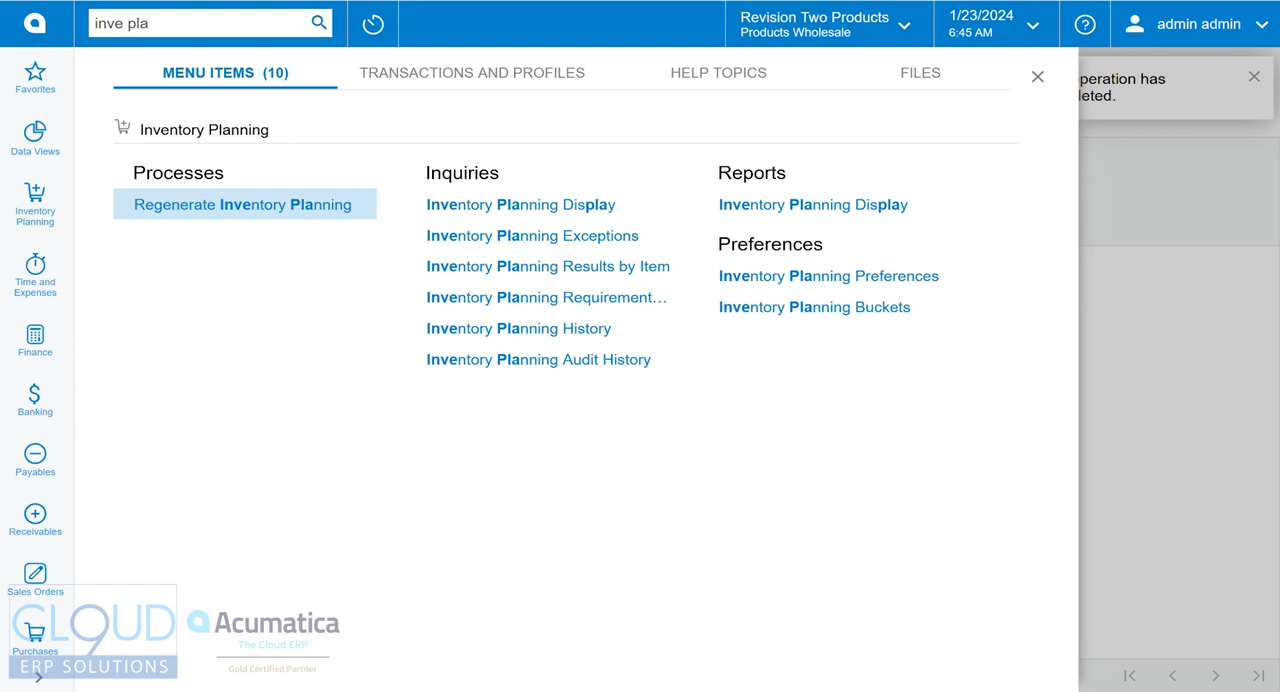 inve pla
Revision Two Products
Products Wholesale
1/23/2024
6:45 AM
admin admin
Favorites
Data Views
Inventory
Planning
Time and
Expenses
Finance
Banking
Payables
Receivables
Sales Orders
Purchases
MENU ITEMS (10)
TRANSACTIONS AND PROFILES
HELP TOPICS
FILES
Inventory Planning
Processes
Regenerate Inventory Planning
Inquiries
Inventory Planning Display
Inventory Planning Exceptions
Inventory Planning Results by Item
Inventory Planning Requirement…
Inventory Planning History
Inventory Planning Audit History
Reports
Inventory Planning Display
Preferences
Inventory Planning Preferences
Inventory Planning Buckets
peration has
leted.
CLOUD
9
ERP SOLUTIONS
Acumatica
The Cloud ERP
Gold Certified Partner